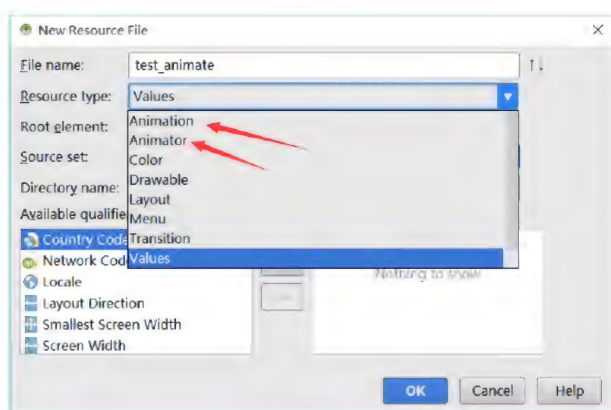 New Resource File
File name: test_animate
Resource type: Values
Root element: Animation
Animator
Source set: Color
Drawable
Directory name: Layout
Available qualifie Menu
Country Code Transition
Network Cod Values
Nothing to show
Locale
Layout Direction
Smallest Screen Width
Screen Width
OK Cancel Help